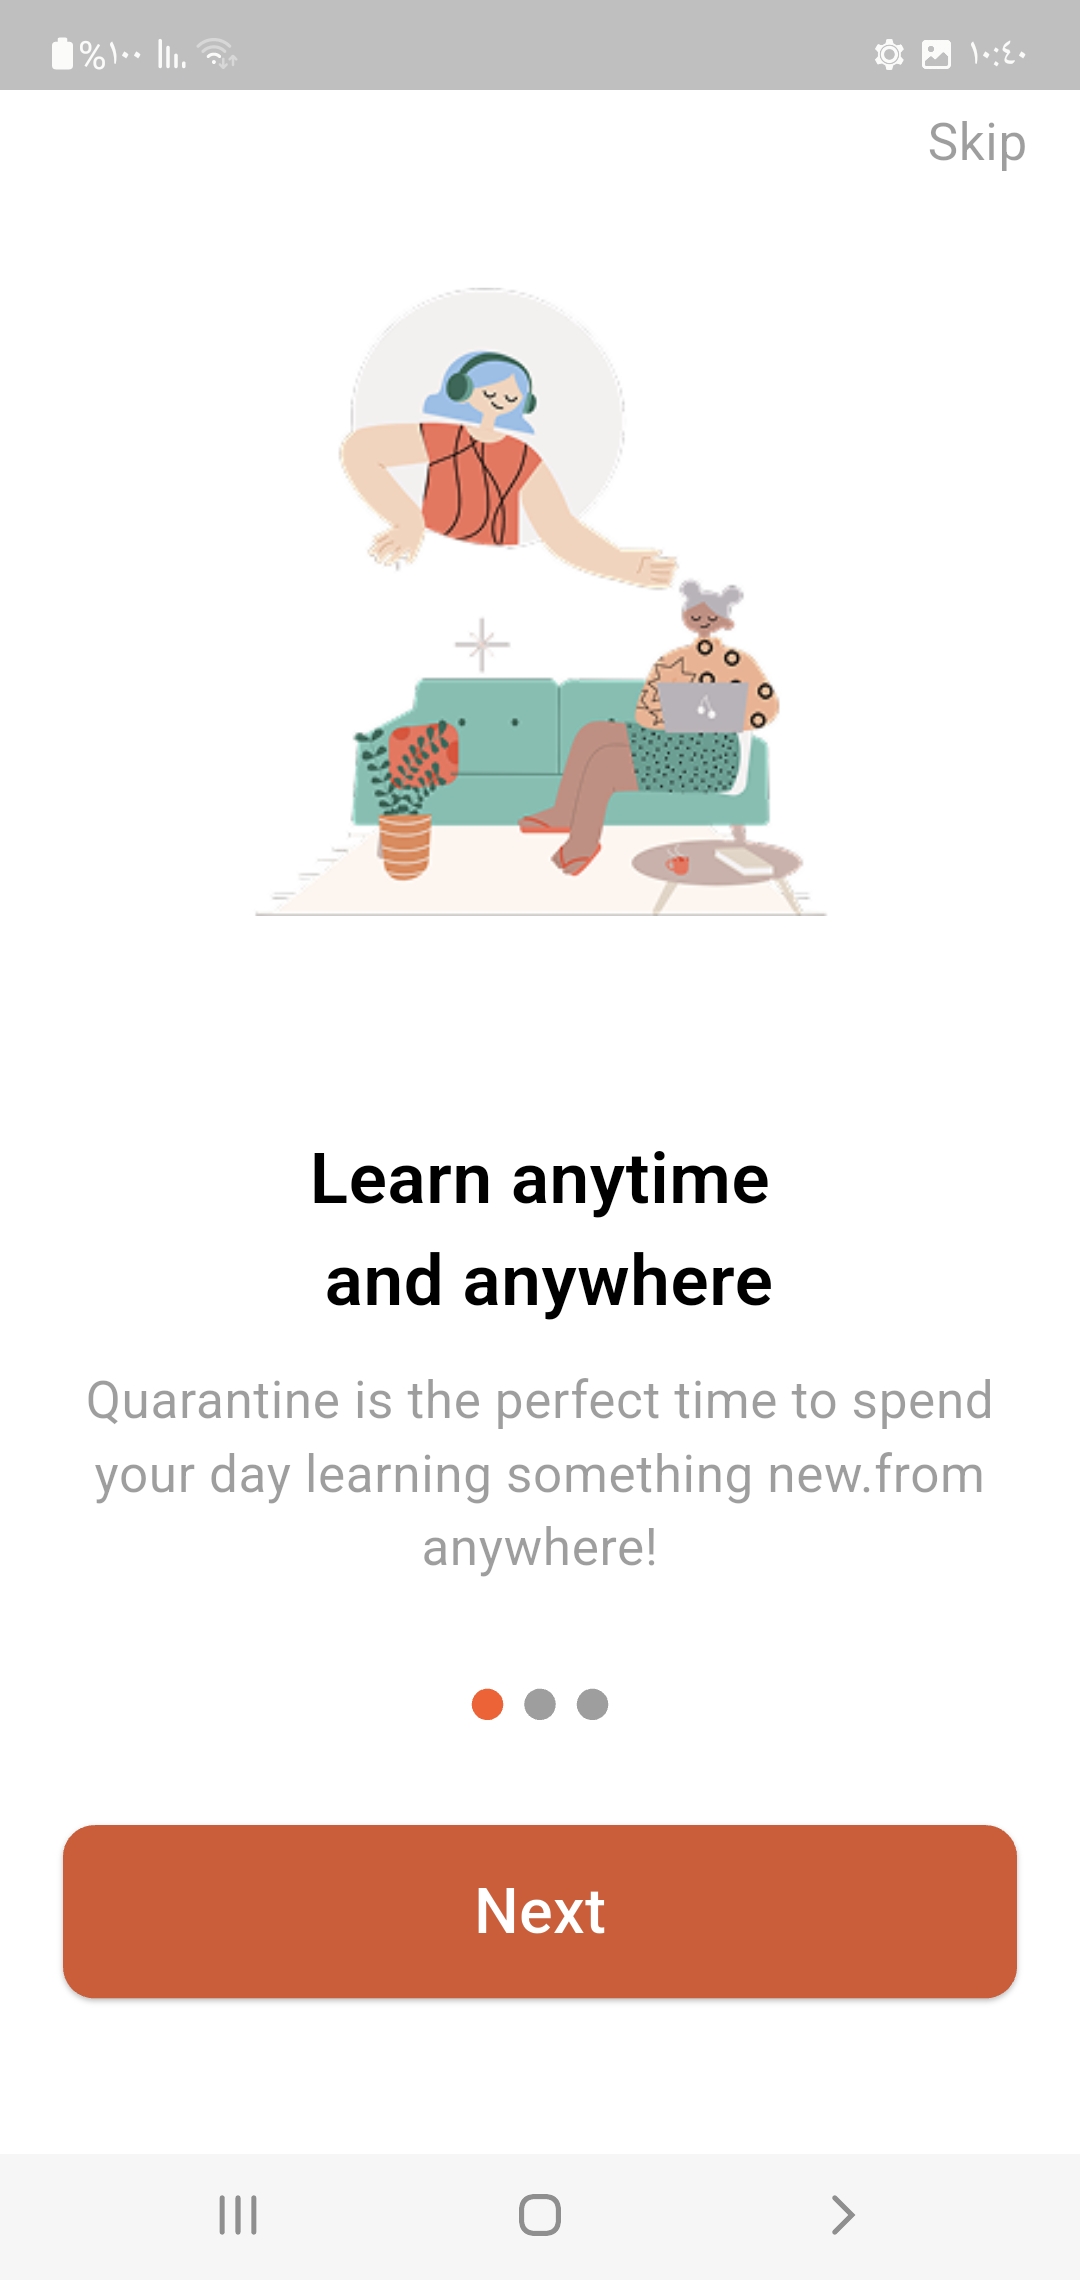 %١٠٠ ١٠:٤٠
Skip
Learn anytime
and anywhere
Quarantine is the perfect time to spend
your day learning something new.from
anywhere!
Next